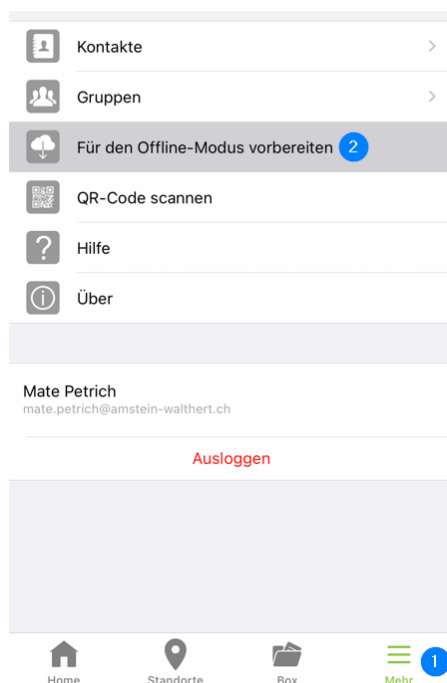 Kontakte
Gruppen
Für den Offline-Modus vorbereiten 2
QR-Code scannen
Hilfe
Über
Mate Petrich
mate.petrich@amstein-walthert.ch
Ausloggen
1
Home Standorte Box Mehr